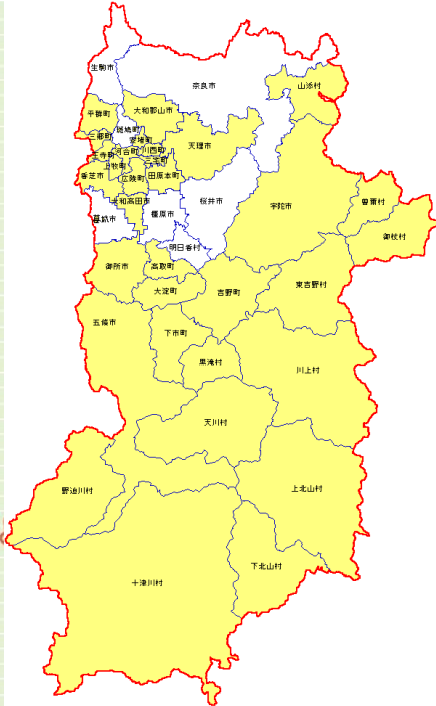 生駒市
奈良市
山添村
平群町
大和郡山市
斑鳩町
三郷町
安堵町
天理市
王寺町
河合町
川西町
三宅町
上牧町
香芝市
広陵町
田原本町
大和高田市
桜井市
宇陀市
曽爾村
葛城市
橿原市
御杖村
明日香村
御所市
高取町
東吉野村
大淀町
吉野町
五條市
下市町
黒滝村
川上村
天川村
野迫川村
上北山村
下北山村
十津川村